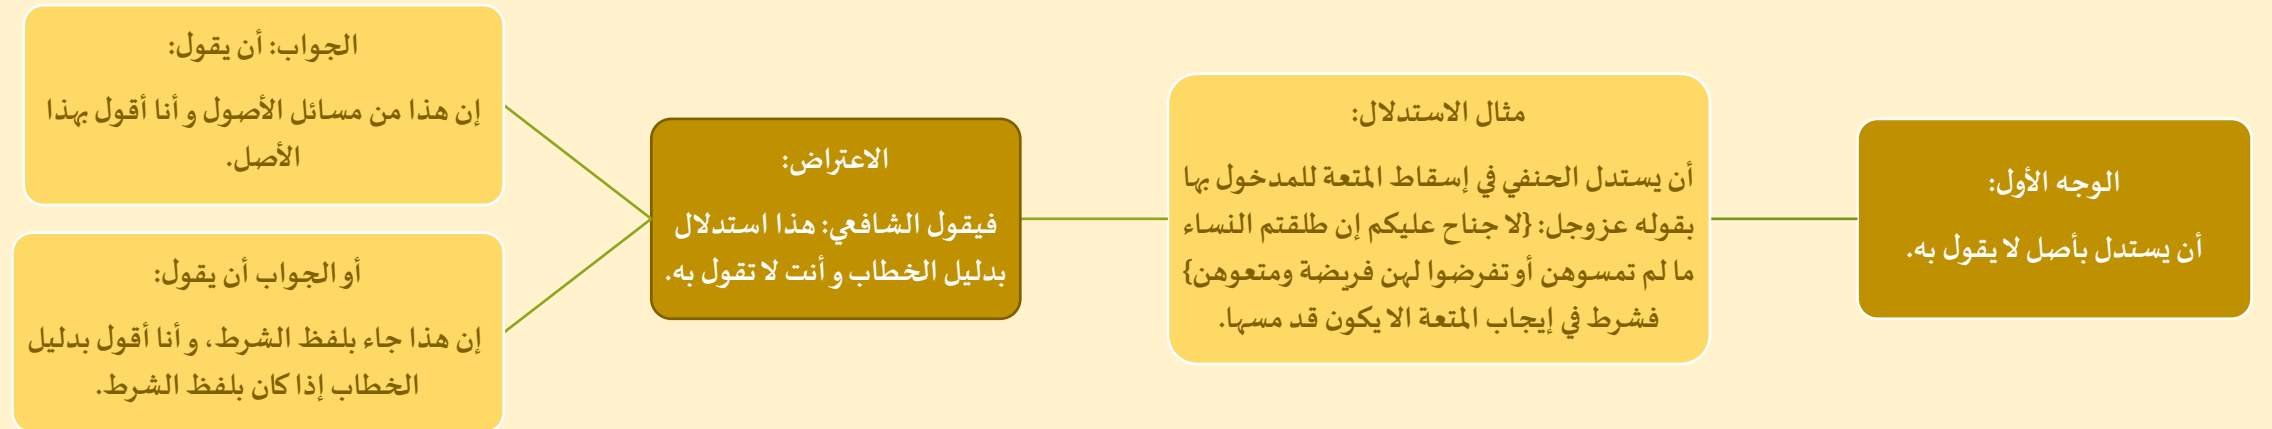 الوجه الأول:
أن يستدل بأصل لا يقول به.
مثال الاستدلال:
أن يستدل الحنفي في إسقاط المتعة للمدخول بها
بقوله عزوجل: {لا جناح عليكم إن طلقتم النساء
ما لم تمسوهن أو تفرضوا لهن فريضة ومتعوهن}
فشرط في إيجاب المتعة الا يكون قد مسها.
الاعتراض:
فيقول الشافعي: هذا استدلال
بدليل الخطاب وأنت لا تقول به.
الجواب: أن يقول:
إن هذا من مسائل الأصول وأنا أقول بهذا
الأصل.
أو الجواب أن يقول:
إن هذا جاء بلفظ الشرط، وأنا أقول بدليل
الخطاب إذا كان بلفظ الشرط.